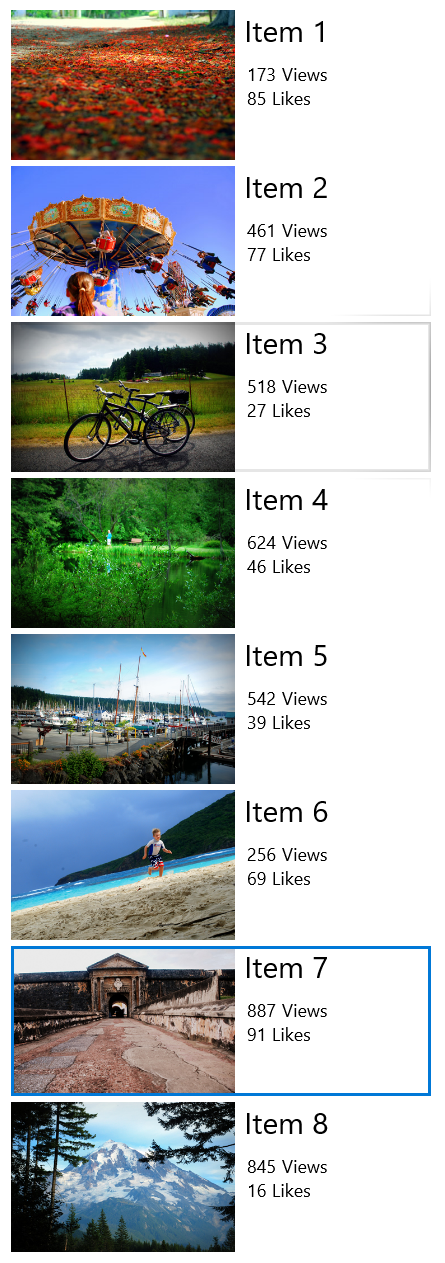 Item 1
173 Views
85 Likes
Item 2
461 Views
77 Likes
Item 3
518 Views
27 Likes
Item 4
624 Views
46 Likes
Item 5
542 Views
39 Likes
Item 6
256 Views
69 Likes
Item 7
887 Views
91 Likes
Item 8
845 Views
16 Likes